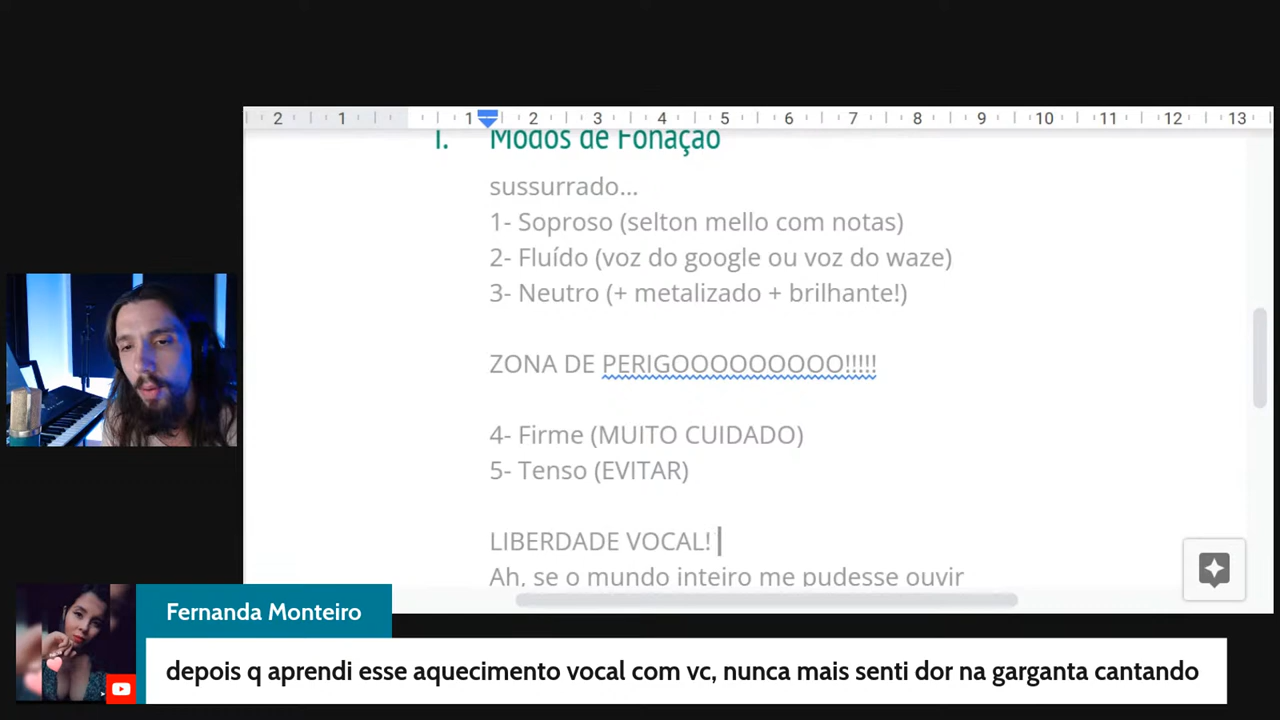 2 1 1 2 3 4 5 6 7 8 9 10 11 12 13
I. Modos de Fonação
sussurrado...
1- Soproso (selton mello com notas)
2- Fluído (voz do google ou voz do waze)
3- Neutro (+ metalizado + brilhante!)
ZONA DE PERIGOOOOOOOOO!!!!!
4- Firme (MUITO CUIDADO)
5- Tenso (EVITAR)
LIBERDADE VOCAL!
Ah, se o mundo inteiro me pudesse ouvir
Fernanda Monteiro
depois q aprendi esse aquecimento vocal com vc, nunca mais senti dor na garganta cantando